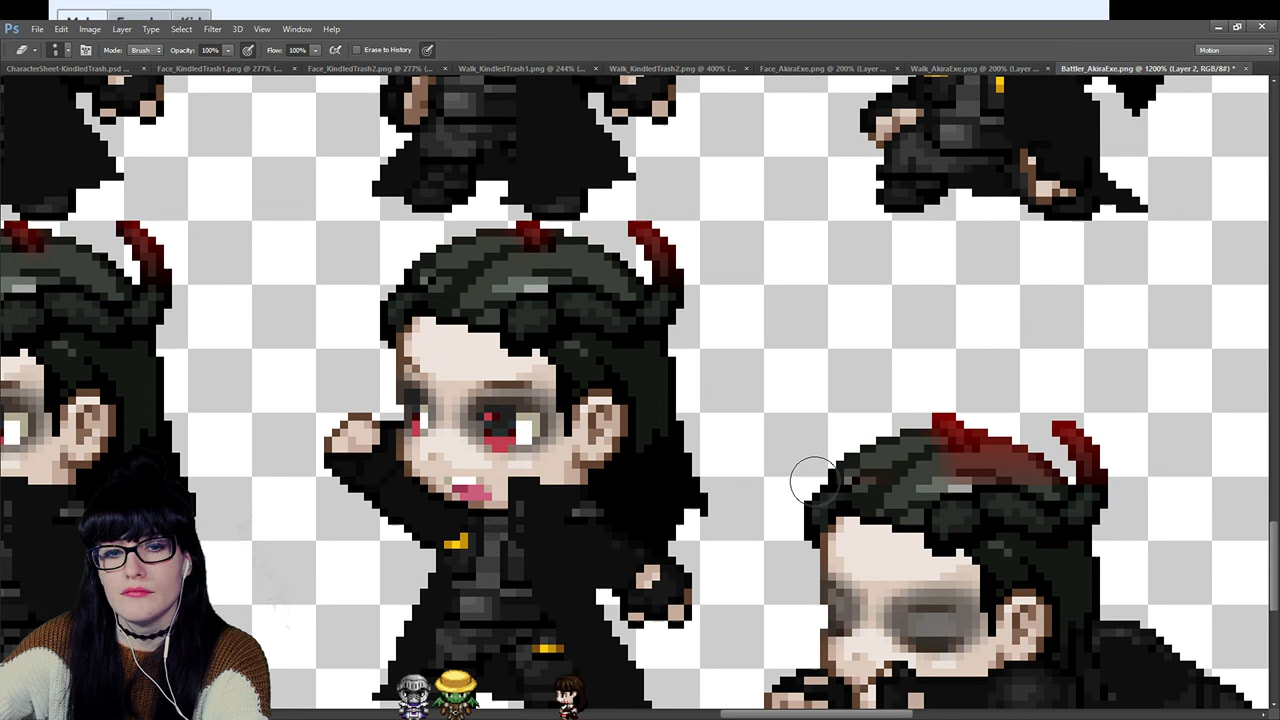 Ps File Edit Image Layer Type Select Filter 3D View Window Help
Mode: Brush Opacity: 100% Flow: 100% Erase to History Motion
CharacterSheet-KindledTrash.psd ... × Face_KindledTrash1.png @ 277% (... × Face_KindledTrash2.png @ 277% (... × Walk_KindledTrash1.png @ 244% (... × Walk_KindledTrash2.png @ 400% (... × Face_AkiraExe.png @ 200% (Layer ... × Walk_AkiraExe.png @ 200% (Layer ... × Battler_AkiraExe.png @ 1200% (Layer 2, RGB/8#) * ×